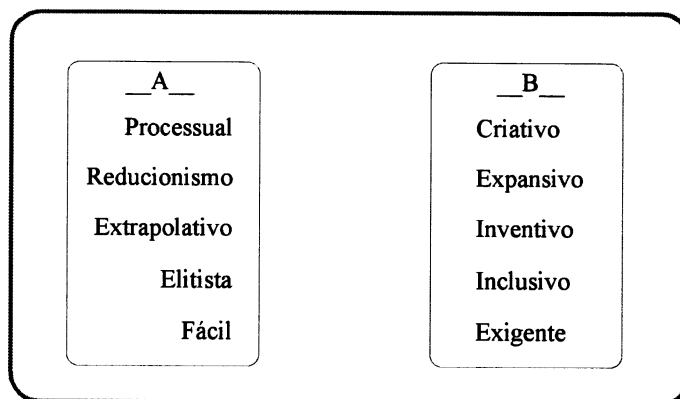 __A__
Processual
Reducionismo
Extrapolativo
Elitista
Fácil
__B__
Criativo
Expansivo
Inventivo
Inclusivo
Exigente